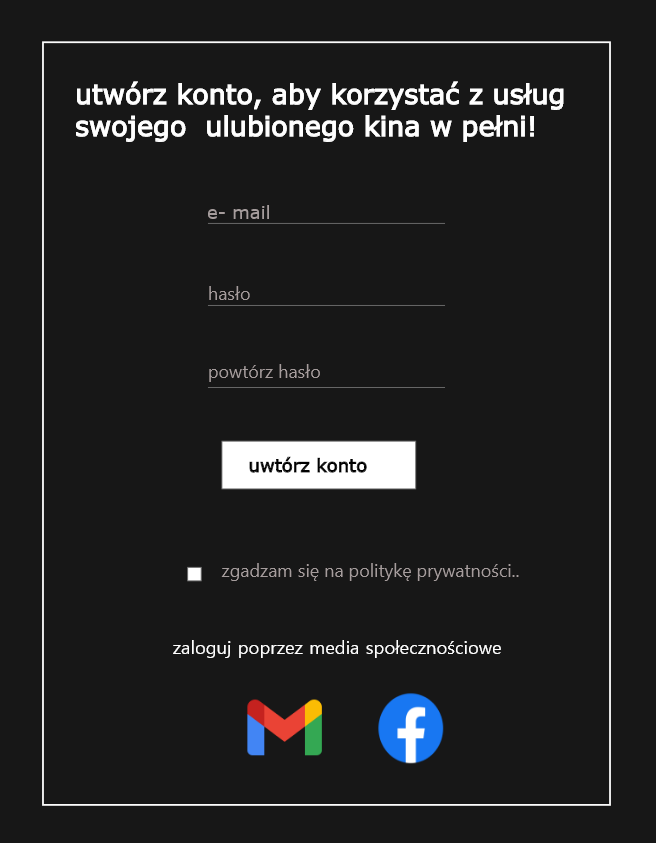 utwórz konto, aby korzystać z usług
swojego  ulubionego kina w pełni!
e- mail
hasło
powtórz hasło
uwtórz konto
zgadzam się na politykę prywatności..
zaloguj poprzez media społecznościowe